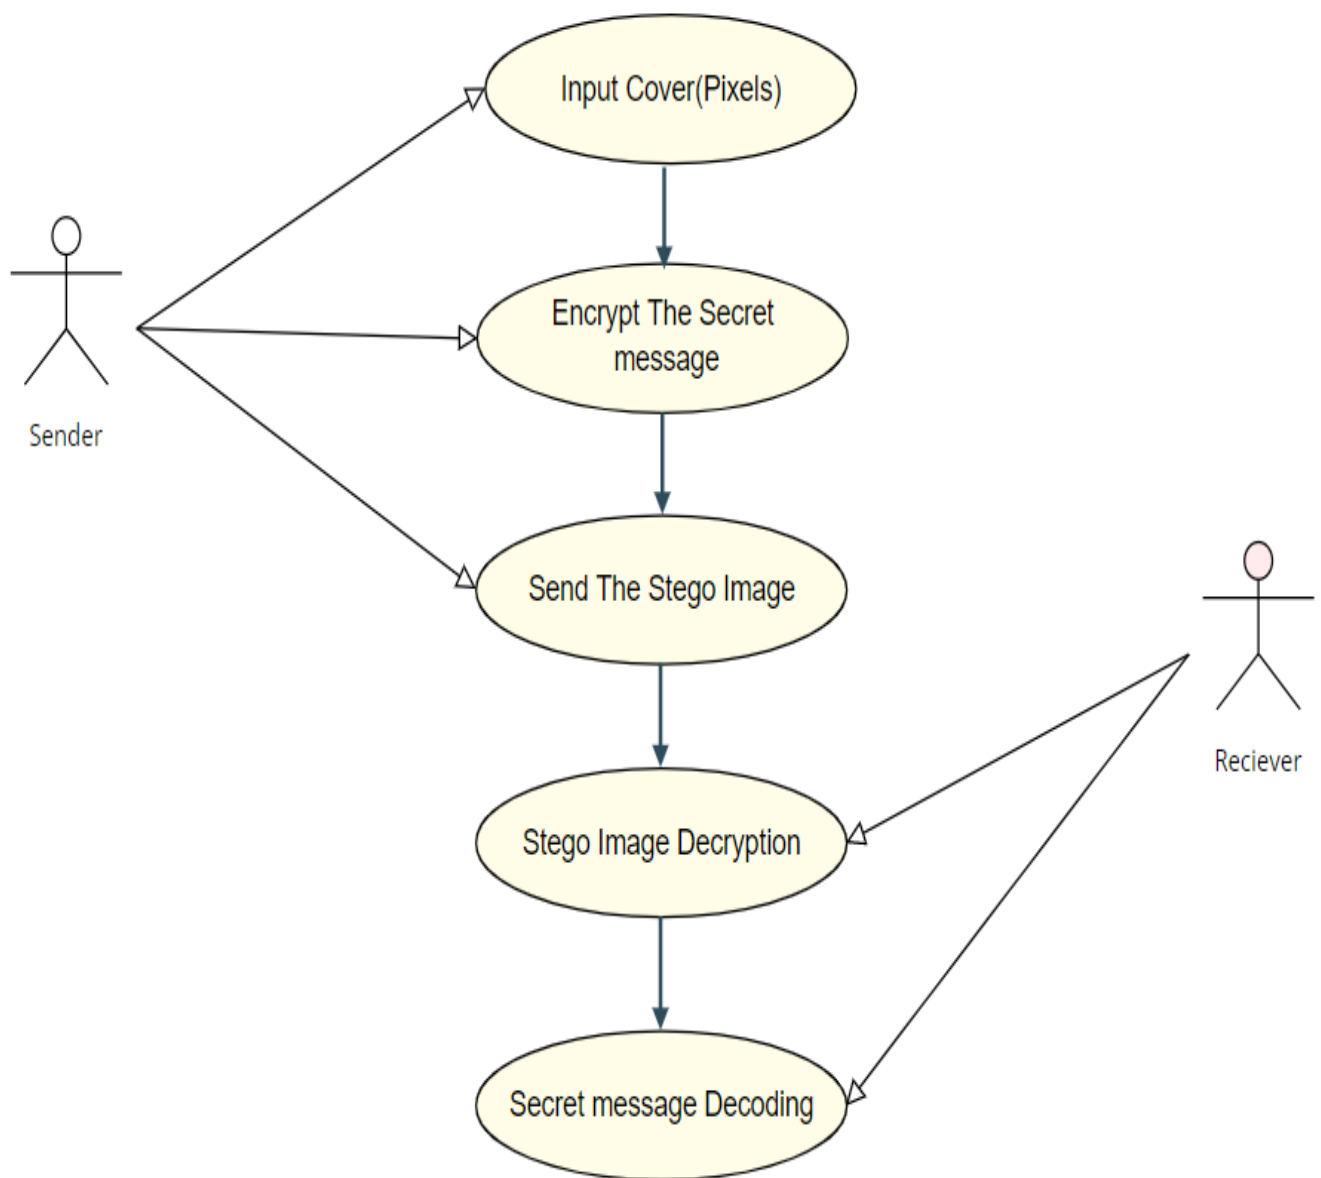 Input Cover(Pixels)
Encrypt The Secret
message
Sender
Send The Stego Image
Reciever
Stego Image Decryption
Secret message Decoding